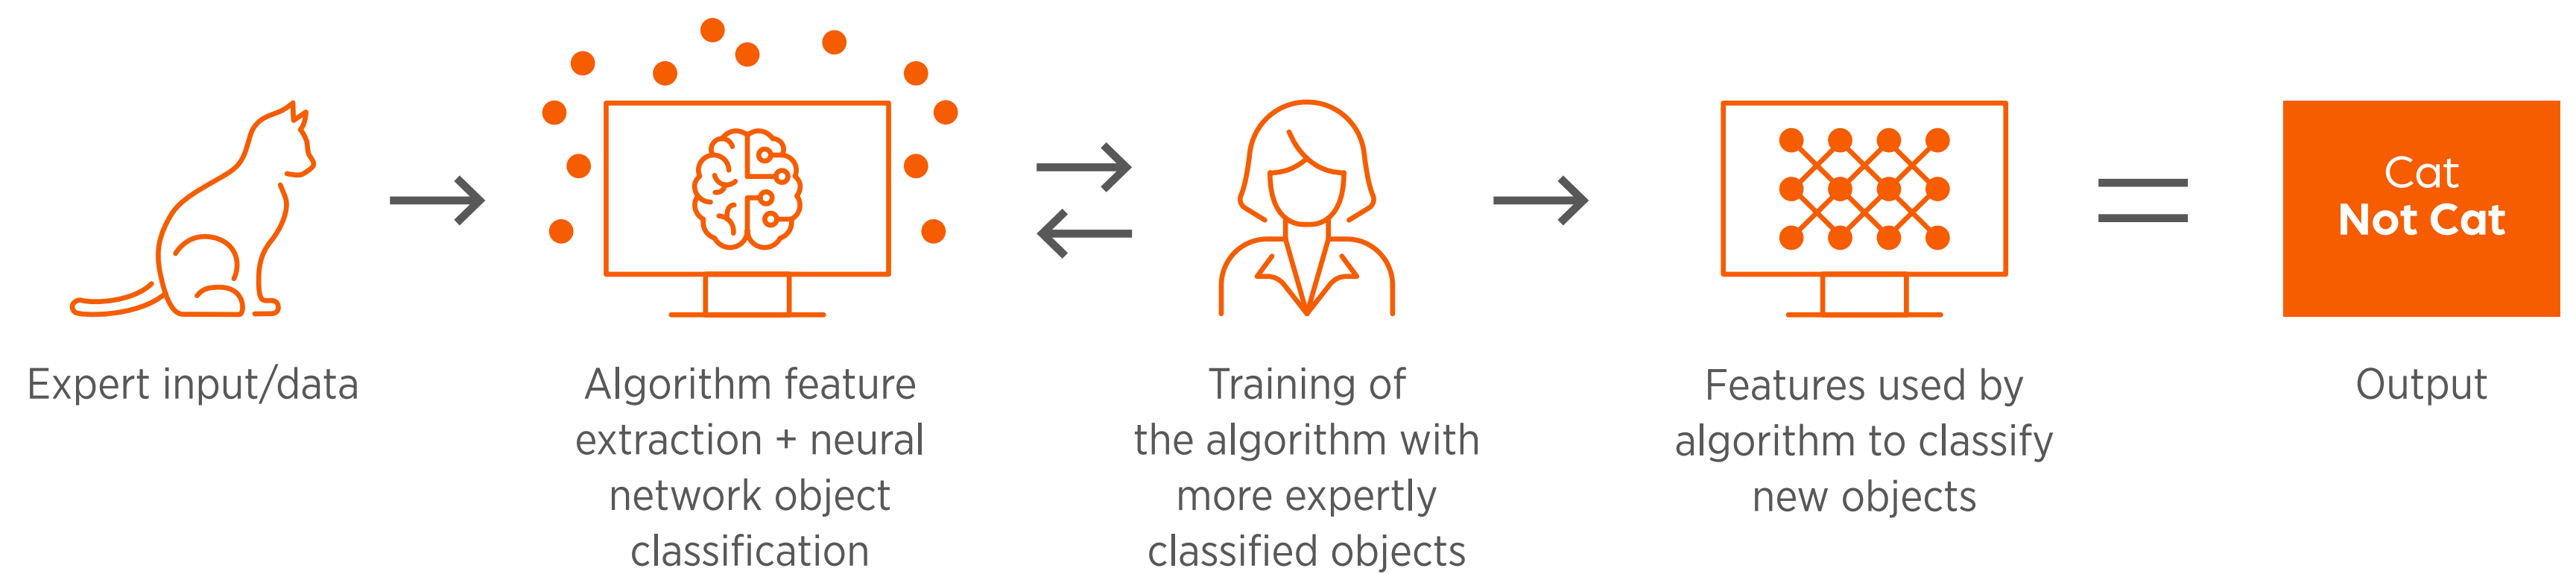 Cat
Not Cat
Expert input/data
Algorithm feature
extraction + neural
network object
classification
Training of
the algorithm with
more expertly
classified objects
Features used by
algorithm to classify
new objects
Output